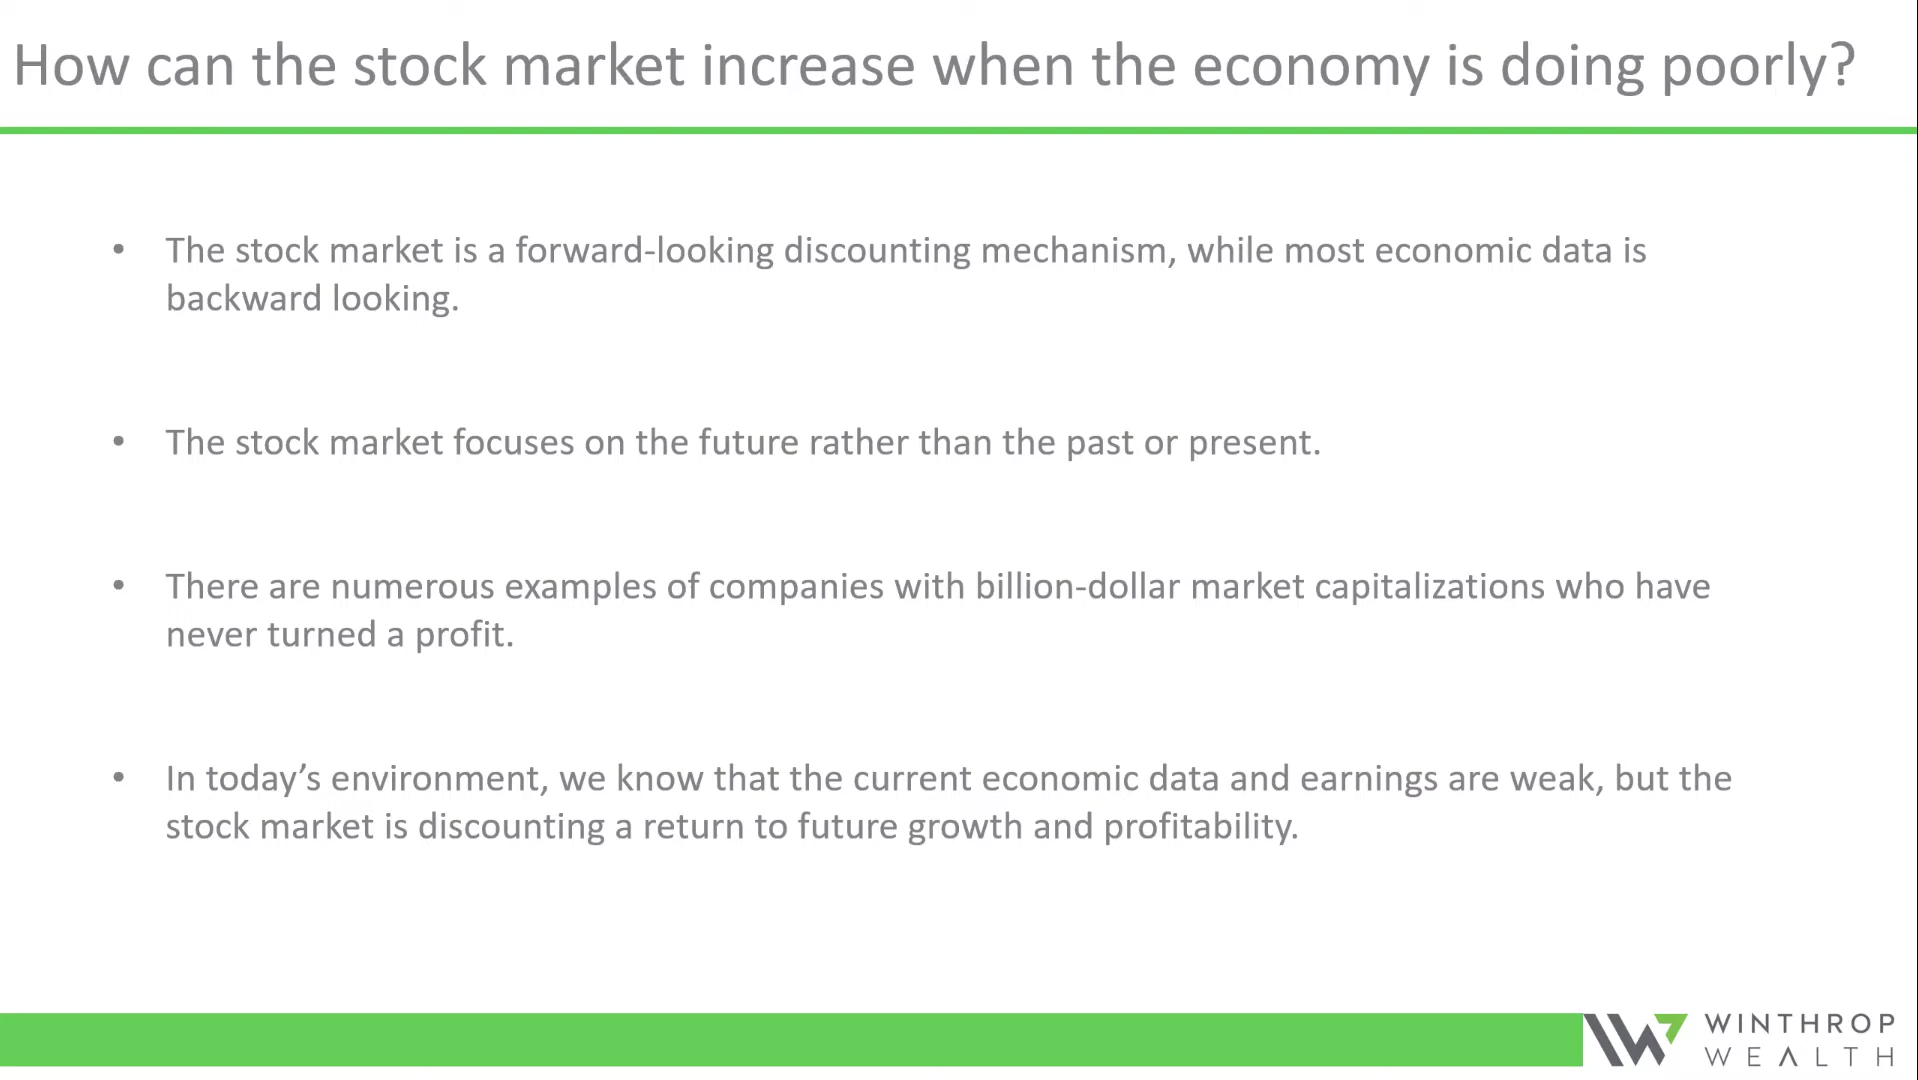 How can the stock market increase when the economy is doing poorly?
• The stock market is a forward-looking discounting mechanism, while most economic data is
backward looking.
• The stock market focuses on the future rather than the past or present.
• There are numerous examples of companies with billion-dollar market capitalizations who have
never turned a profit.
• In today’s environment, we know that the current economic data and earnings are weak, but the
stock market is discounting a return to future growth and profitability.
WINTHROP
WEALTH